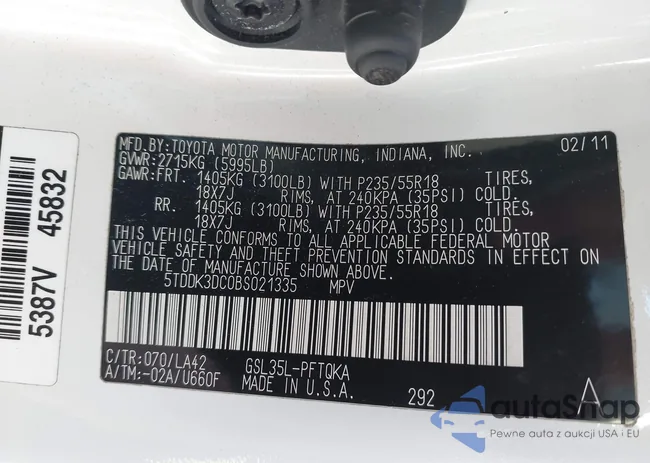 5387V 45832
MFD.BY:TOYOTA MOTOR MANUFACTURING, INDIANA, INC. 02/11
GVWR:2715KG (5995LB)
GAWR:FRT. 1405KG (3100LB) WITH P235/55R18 TIRES,
18X7J RIMS, AT 240KPA (35PSI) COLD.
RR. 1405KG (3100LB) WITH P235/55R18 TIRES,
18X7J RIMS, AT 240KPA (35PSI) COLD.
THIS VEHICLE CONFORMS TO ALL APPLICABLE FEDERAL MOTOR
VEHICLE SAFETY AND THEFT PREVENTION STANDARDS IN EFFECT ON
THE DATE OF MANUFACTURE SHOWN ABOVE.
5TDDK3DC0BS021335 MPV
C/TR:070/LA42 GSL35L-PFTQKA
A/TM:-02A/U660F MADE IN U.S.A. 292 A
autoSnap
Pewne auta z aukcji USA i EU